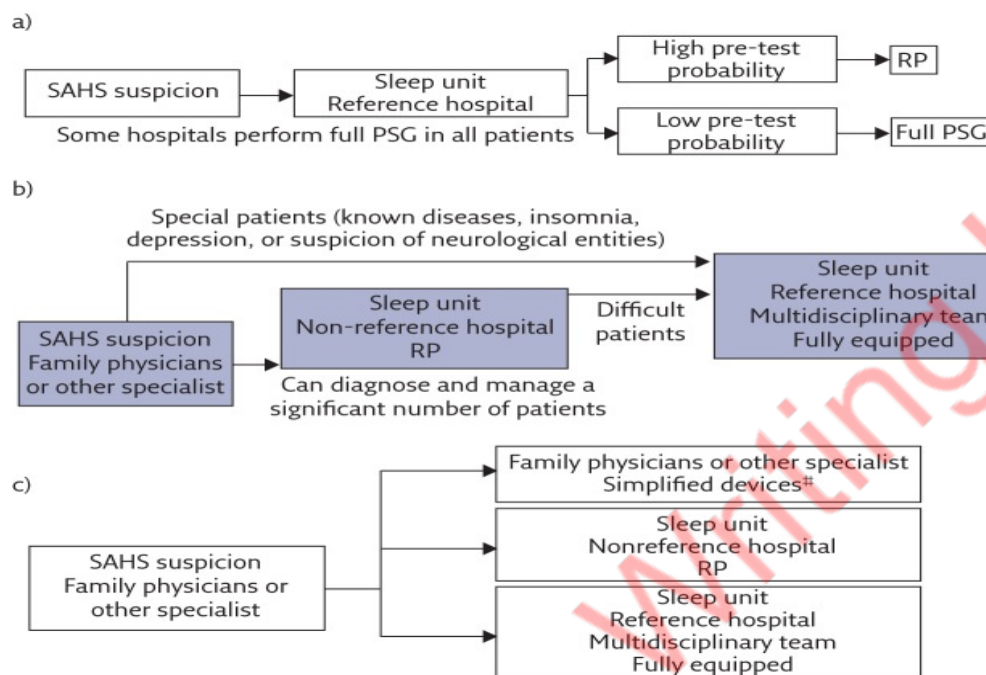 a)
SAHS suspicion
Sleep unit
Reference hospital
High pre-test
probability
RP
Some hospitals perform full PSG in all patients
Low pre-test
probability
Full PSG
b)
Special patients (known diseases, insomnia,
depression, or suspicion of neurological entities)
SAHS suspicion
Family physicians
or other specialist
Sleep unit
Non-reference hospital
RP
Can diagnose and manage a
significant number of patients
Difficult
patients
Sleep unit
Reference hospital
Multidisciplinary team
Fully equipped
c)
SAHS suspicion
Family physicians or
other specialist
Family physicians or other specialist
Simplified devices#
Sleep unit
Nonreference hospital
RP
Sleep unit
Reference hospital
Multidisciplinary team
Fully equipped
Writing